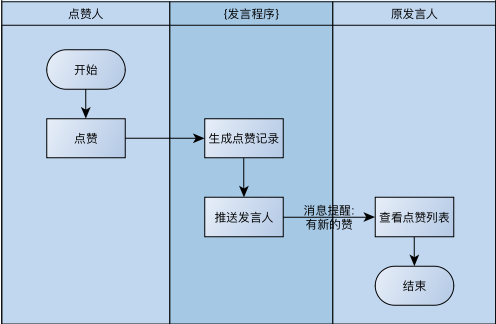 点赞人
{发言程序}
原发言人
开始
点赞
生成点赞记录
推送发言人
消息提醒:
有新的赞
查看点赞列表
结束